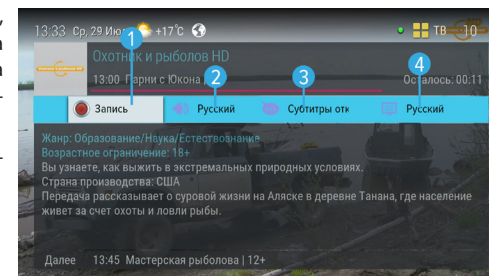 13:33 Ср, 29 Июл +17°C ТВ 10
1
Охотник и рыболов HD
13:00 Парни с Юкона Осталось: 00:11
2 3 4
Запись Русский Субтитры отк Русский
Жанр: Образование/Наука/Естествознание
Возрастное ограничение: 18+
Вы узнаете, как выжить в экстремальных природных условиях.
Страна производства: США
Передача рассказывает о суровой жизни на Аляске в деревне Танана, где население
живет за счет охоты и ловли рыбы.
Далее 13:45 Мастерская рыболова | 12+